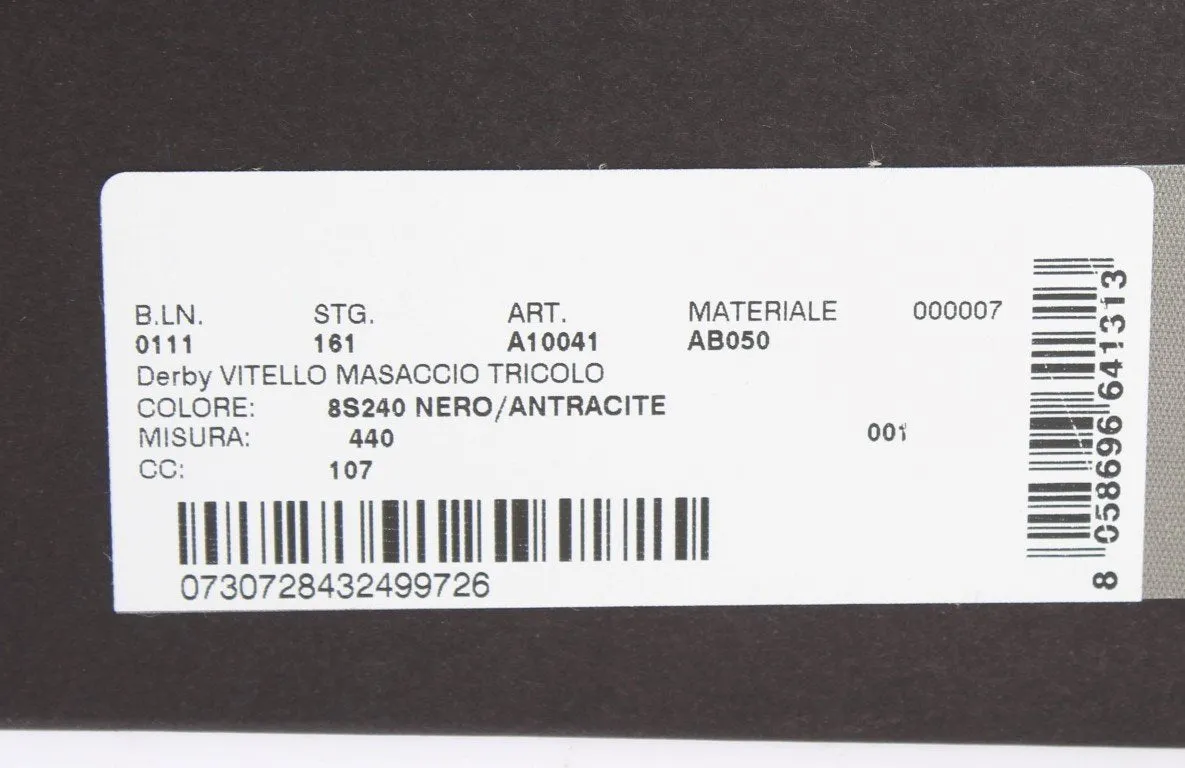 B.LN. STG. ART. MATERIALE 000007
0111 161 A10041 AB050
Derby VITELLO MASACCIO TRICOLO
COLORE: 8S240 NERO/ANTRACITE
MISURA: 440 001
CC: 107
0730728432499726
8 058696 641313